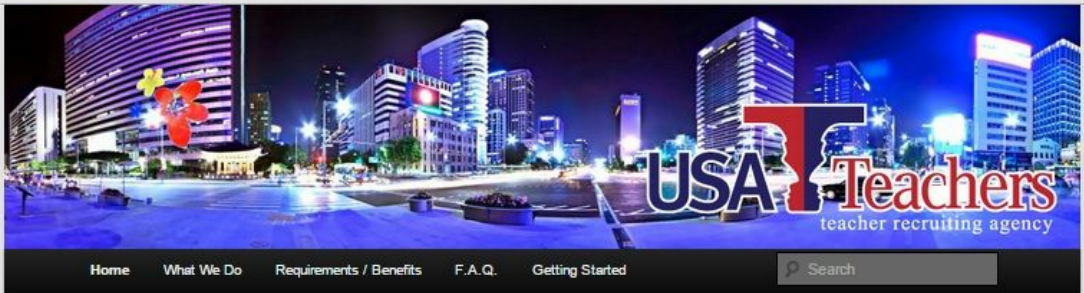 USA T Teachers
teacher recruiting agency
Home What We Do Requirements / Benefits F.A.Q. Getting Started Search